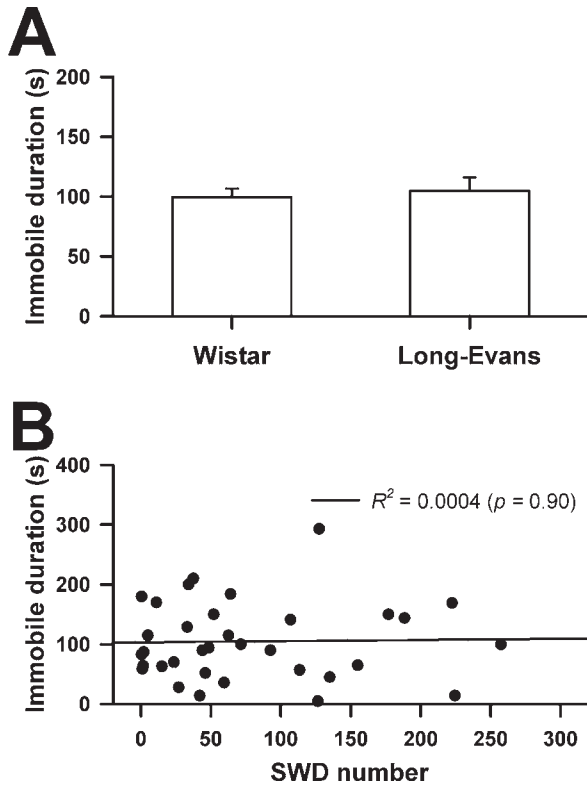 A
Immobile duration (s)
200
150
100
50
0
Wistar
Long-Evans
B
Immobile duration (s)
400
300
200
100
0
R² = 0.0004 (p = 0.90)
0
50
100
150
200
250
300
SWD number